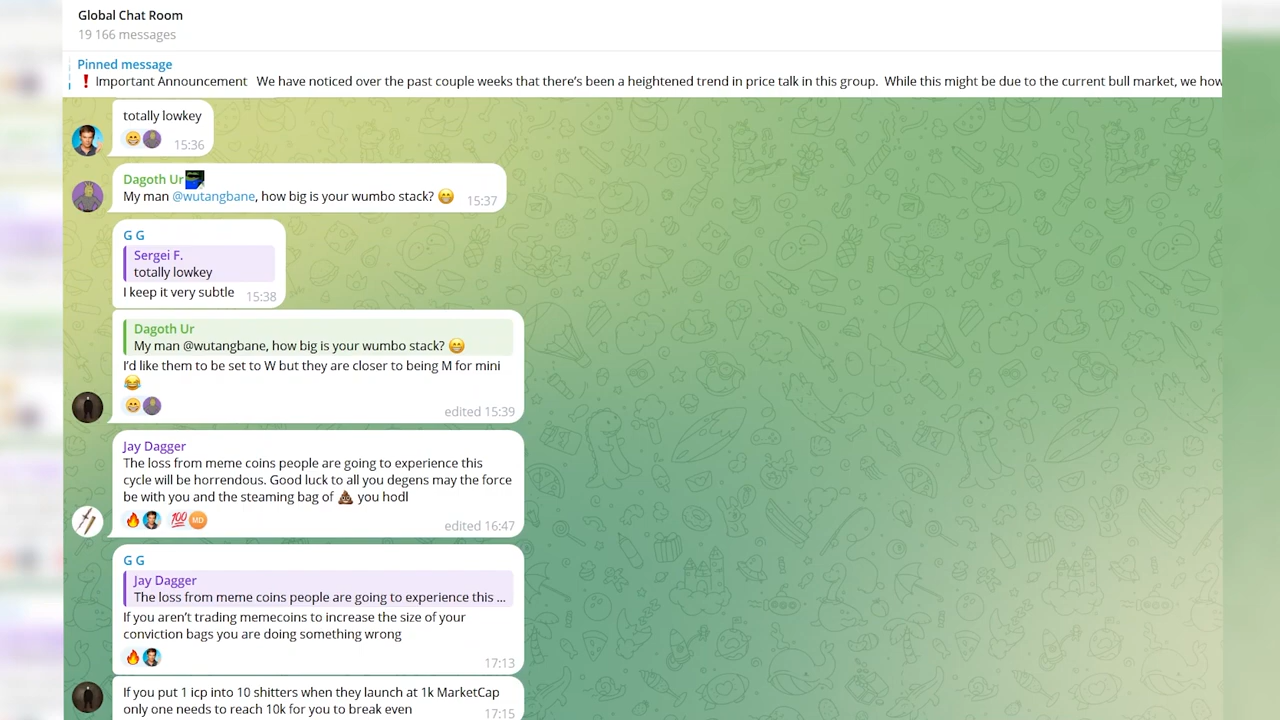 Global Chat Room
19 166 messages
Pinned message
❗ Important Announcement We have noticed over the past couple weeks that there's been a heightened trend in price talk in this group. While this might be due to the current bull market, we how
totally lowkey
15:36
Dagoth Ur
My man @wutangbane, how big is your wumbo stack? 😁
15:37
G G
Sergei F.
totally lowkey
I keep it very subtle
15:38
Dagoth Ur
My man @wutangbane, how big is your wumbo stack? 😁
I'd like them to be set to W but they are closer to being M for mini
😂
edited 15:39
Jay Dagger
The loss from meme coins people are going to experience this
cycle will be horrendous. Good luck to all you degens may the force
be with you and the steaming bag of 💩 you hodl
💯 MD
edited 16:47
G G
Jay Dagger
The loss from meme coins people are going to experience this ...
If you aren't trading memecoins to increase the size of your
conviction bags you are doing something wrong
17:13
If you put 1 icp into 10 shitters when they launch at 1k MarketCap
only one needs to reach 10k for you to break even
17:15